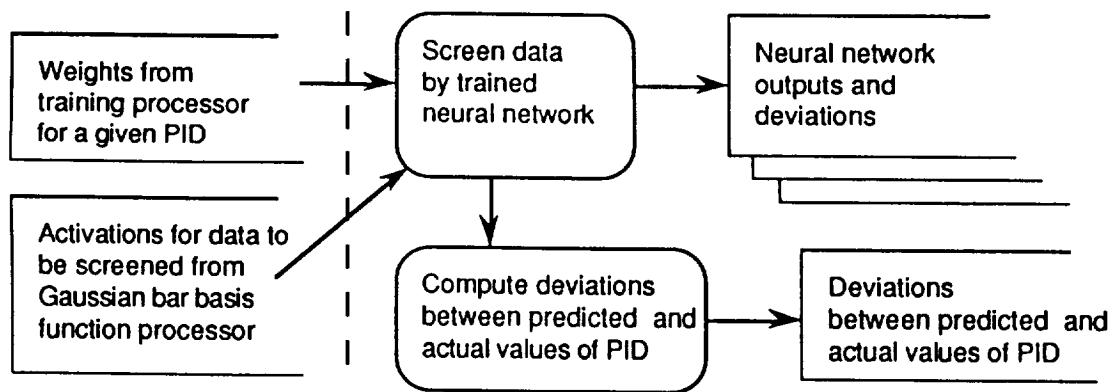 Weights from
training processor
for a given PID
Screen data
by trained
neural network
Neural network
outputs and
deviations
Activations for data to
be screened from
Gaussian bar basis
function processor
Compute deviations
between predicted and
actual values of PID
Deviations
between predicted and
actual values of PID